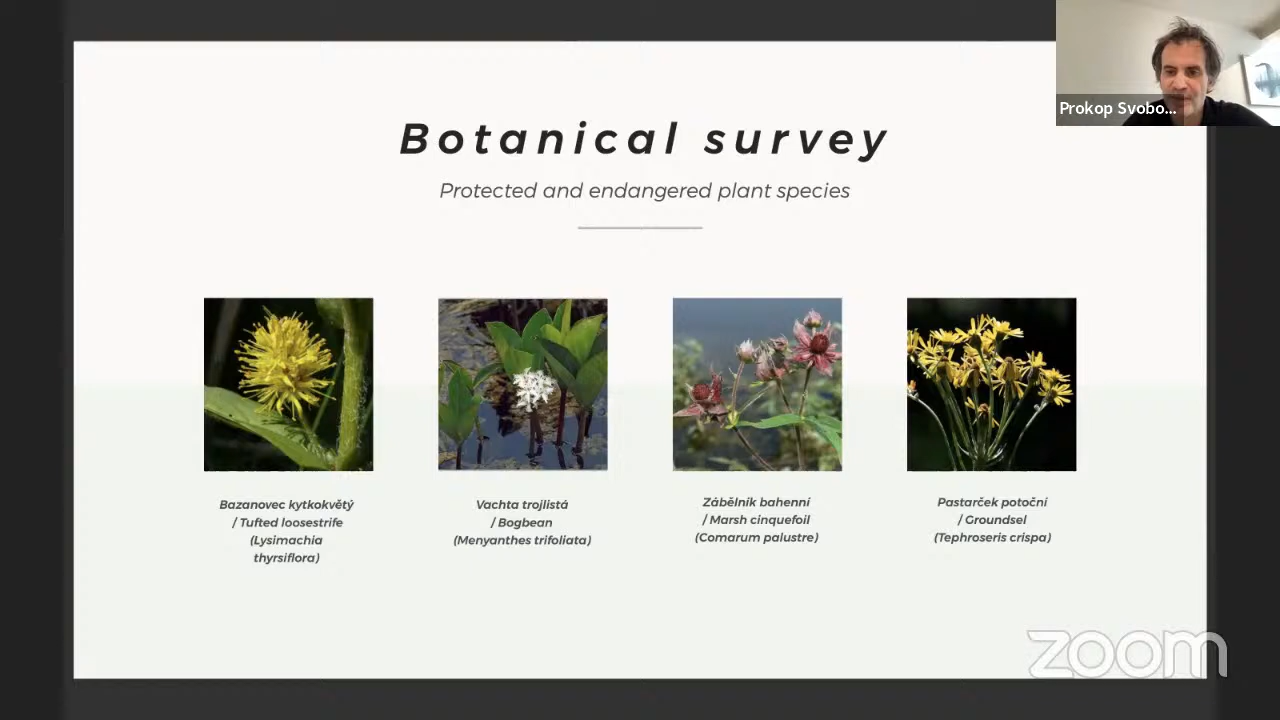 Prokop Svobo...
Botanical survey
Protected and endangered plant species
Bazanovec kytkokvětý
/ Tufted loosestrife
(Lysimachia
thyrsiflora)
Vachta trojlistá
/ Bogbean
(Menyanthes trifoliata)
Zábělník bahenní
/ Marsh cinquefoil
(Comarum palustre)
Pastarček potoční
/ Groundsel
(Tephroseris crispa)
zoom